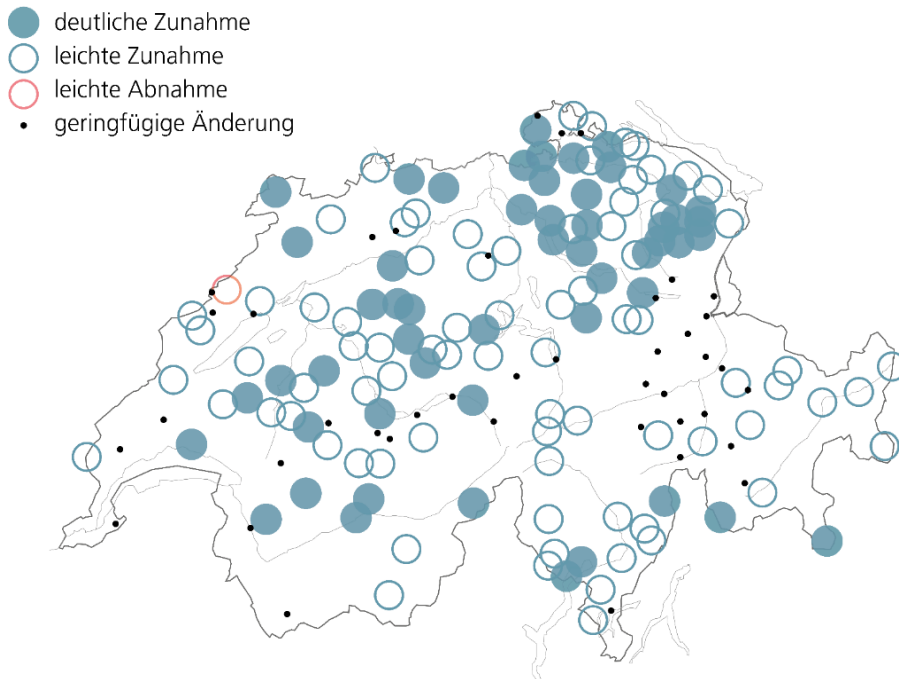 deutliche Zunahme
leichte Zunahme
leichte Abnahme
geringfügige Änderung